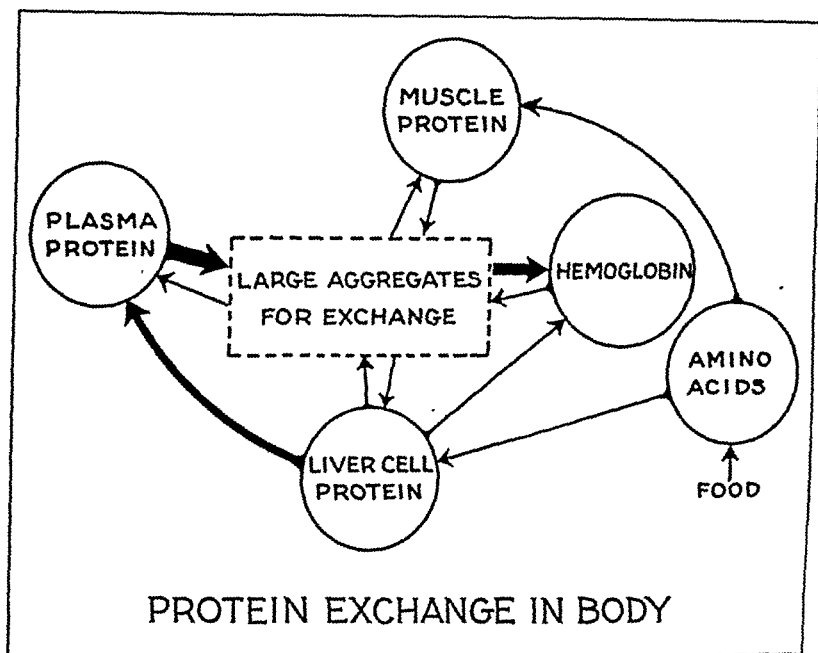 MUSCLE
PROTEIN
PLASMA
PROTEIN
LARGE AGGREGATES
FOR EXCHANGE
HEMOGLOBIN
AMINO
ACIDS
LIVER CELL
PROTEIN
FOOD
PROTEIN EXCHANGE IN BODY